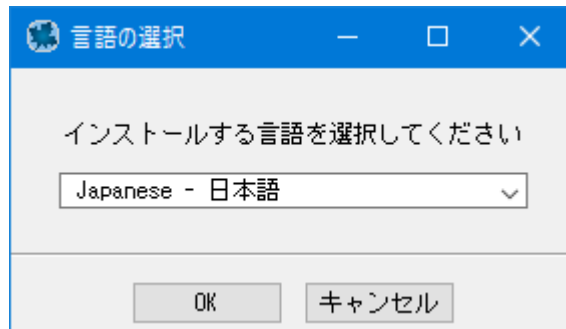 言語の選択
インストールする言語を選択してください
Japanese - 日本語
OK
キャンセル